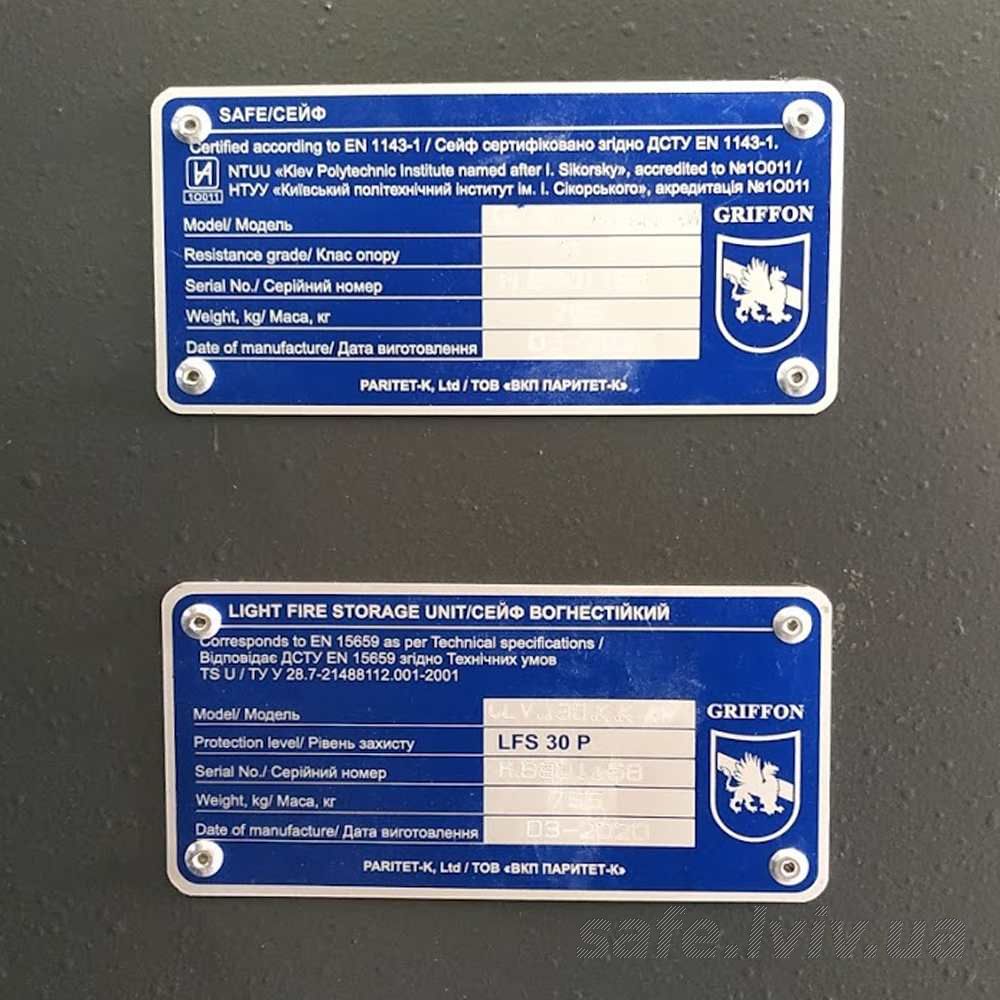 SAFE/СЕЙФ
Certified according to EN 1143-1 / Сейф сертифіковано згідно ДСТУ EN 1143-1.
NTUU «Kiev Polytechnic Institute named after I. Sikorsky», accredited to №1О011 /
НТУУ «Київський політехнічний інститут ім. І. Сікорського», акредитація №1О011
1О011
Model/ Модель
GRIFFON
Resistance grade/ Клас опору
Serial No./ Серійний номер
Weight, kg/ Маса, кг
Date of manufacture/ Дата виготовлення
PARITET-K, Ltd / ТОВ «ВКП ПАРИТЕТ-К»
LIGHT FIRE STORAGE UNIT/СЕЙФ ВОГНЕСТІЙКИЙ
Corresponds to EN 15659 as per Technical specifications /
Відповідає ДСТУ EN 15659 згідно Технічних умов
TS U / ТУ У 28.7-21488112.001-2001
Model/ Модель
GRIFFON
Protection level/ Рівень захисту LFS 30 P
Serial No./ Серійний номер
Weight, kg/ Маса, кг
Date of manufacture/ Дата виготовлення 03-2020
PARITET-K, Ltd / ТОВ «ВКП ПАРИТЕТ-К»
safe.lviv.ua